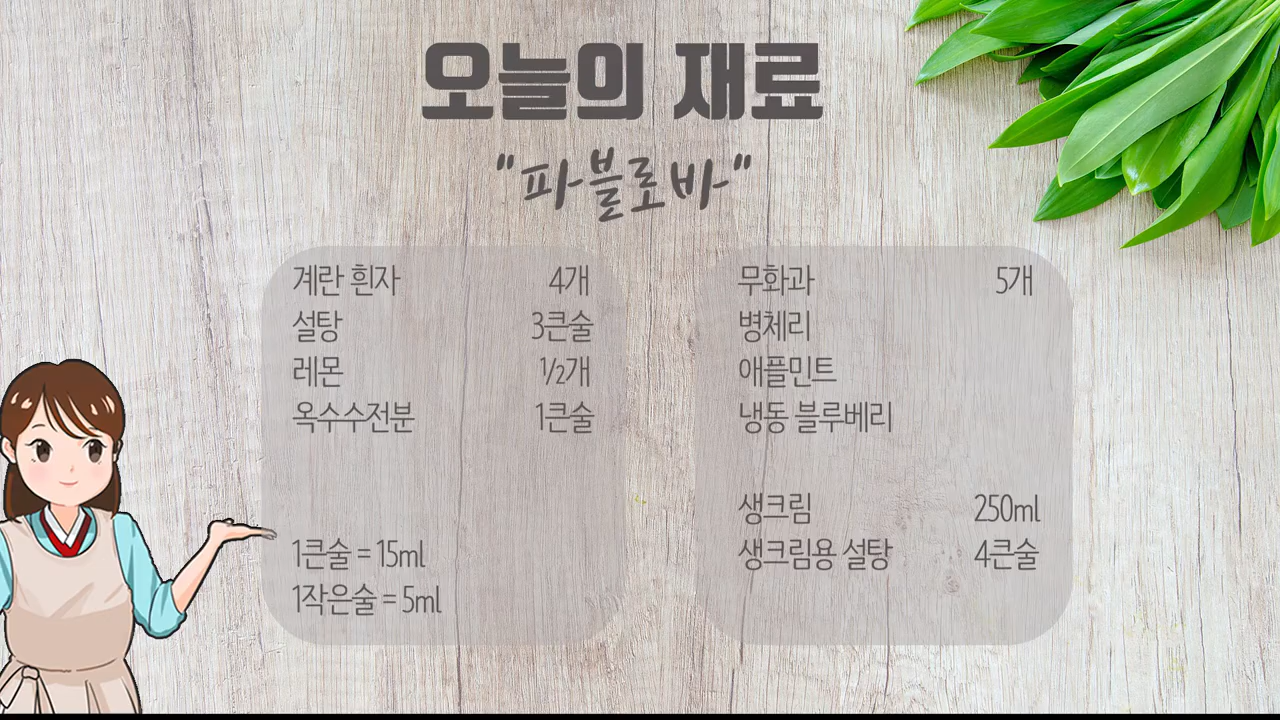 오늘의 재료
"파블로바"
계란 흰자 4개
설탕 3큰술
레몬 ½개
옥수수전분 1큰술
1큰술 = 15ml
1작은술 = 5ml
무화과 5개
병체리
애플민트
냉동 블루베리
생크림 250ml
생크림용 설탕 4큰술